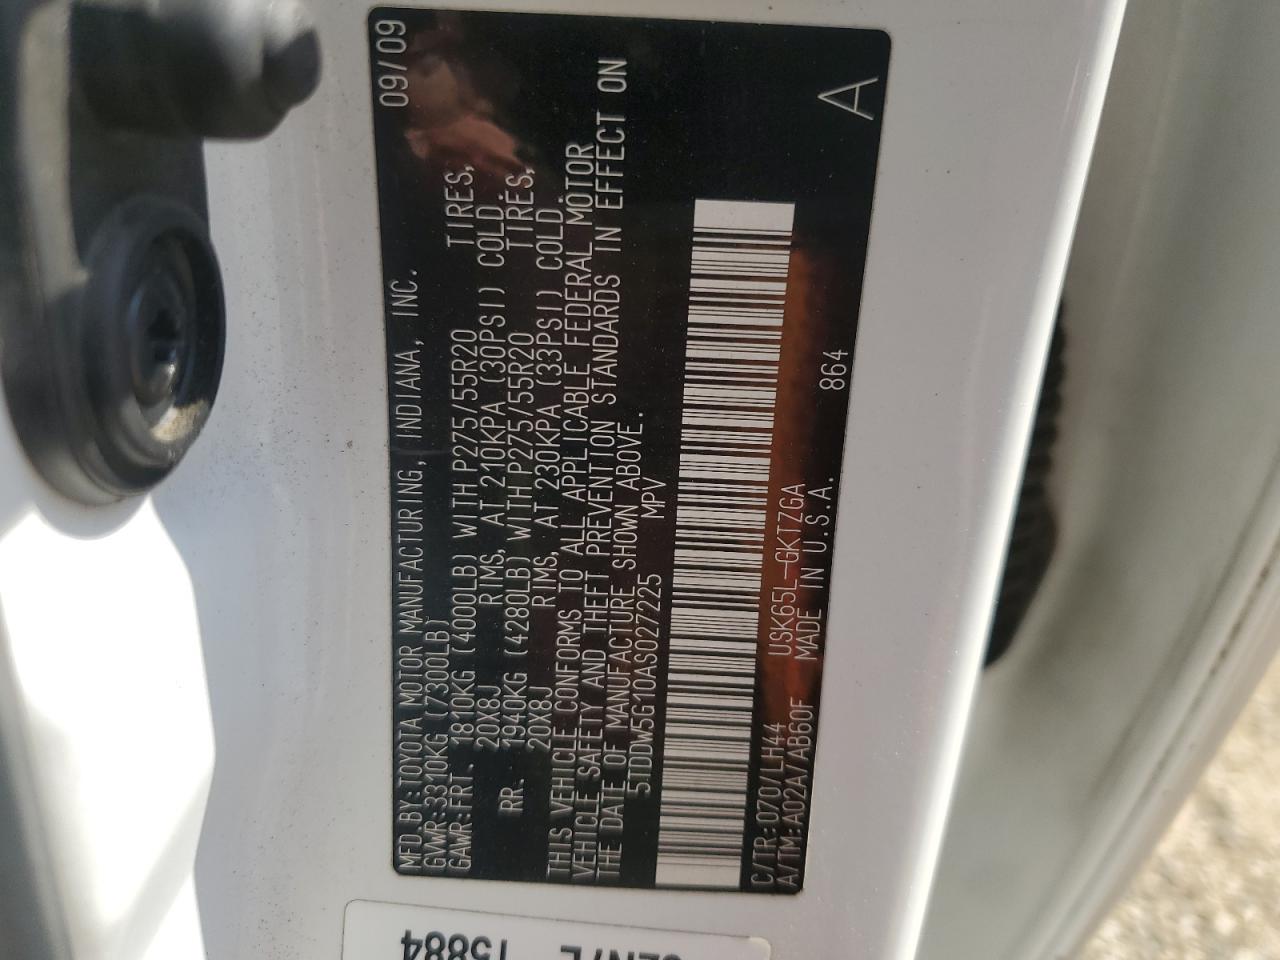 MFD.BY:TOYOTA MOTOR MANUFACTURING, INDIANA, INC. 09/09
GVWR:3310KG (7300LB)
GAWR:FRT. 1810KG (4000LB) WITH P275/55R20 TIRES,
20X8J RIMS, AT 210KPA (30PSI) COLD.
RR. 1940KG (4280LB) WITH P275/55R20 TIRES,
20X8J RIMS, AT 230KPA (33PSI) COLD.
THIS VEHICLE CONFORMS TO ALL APPLICABLE FEDERAL MOTOR
VEHICLE SAFETY AND THEFT PREVENTION STANDARDS IN EFFECT ON
THE DATE OF MANUFACTURE SHOWN ABOVE.
5TDDW5G10AS027225 MPV
C/TR:070/LH44 USK65L-GKTZGA 864 A
A/TM:A02A/AB60F MADE IN U.S.A.
15884